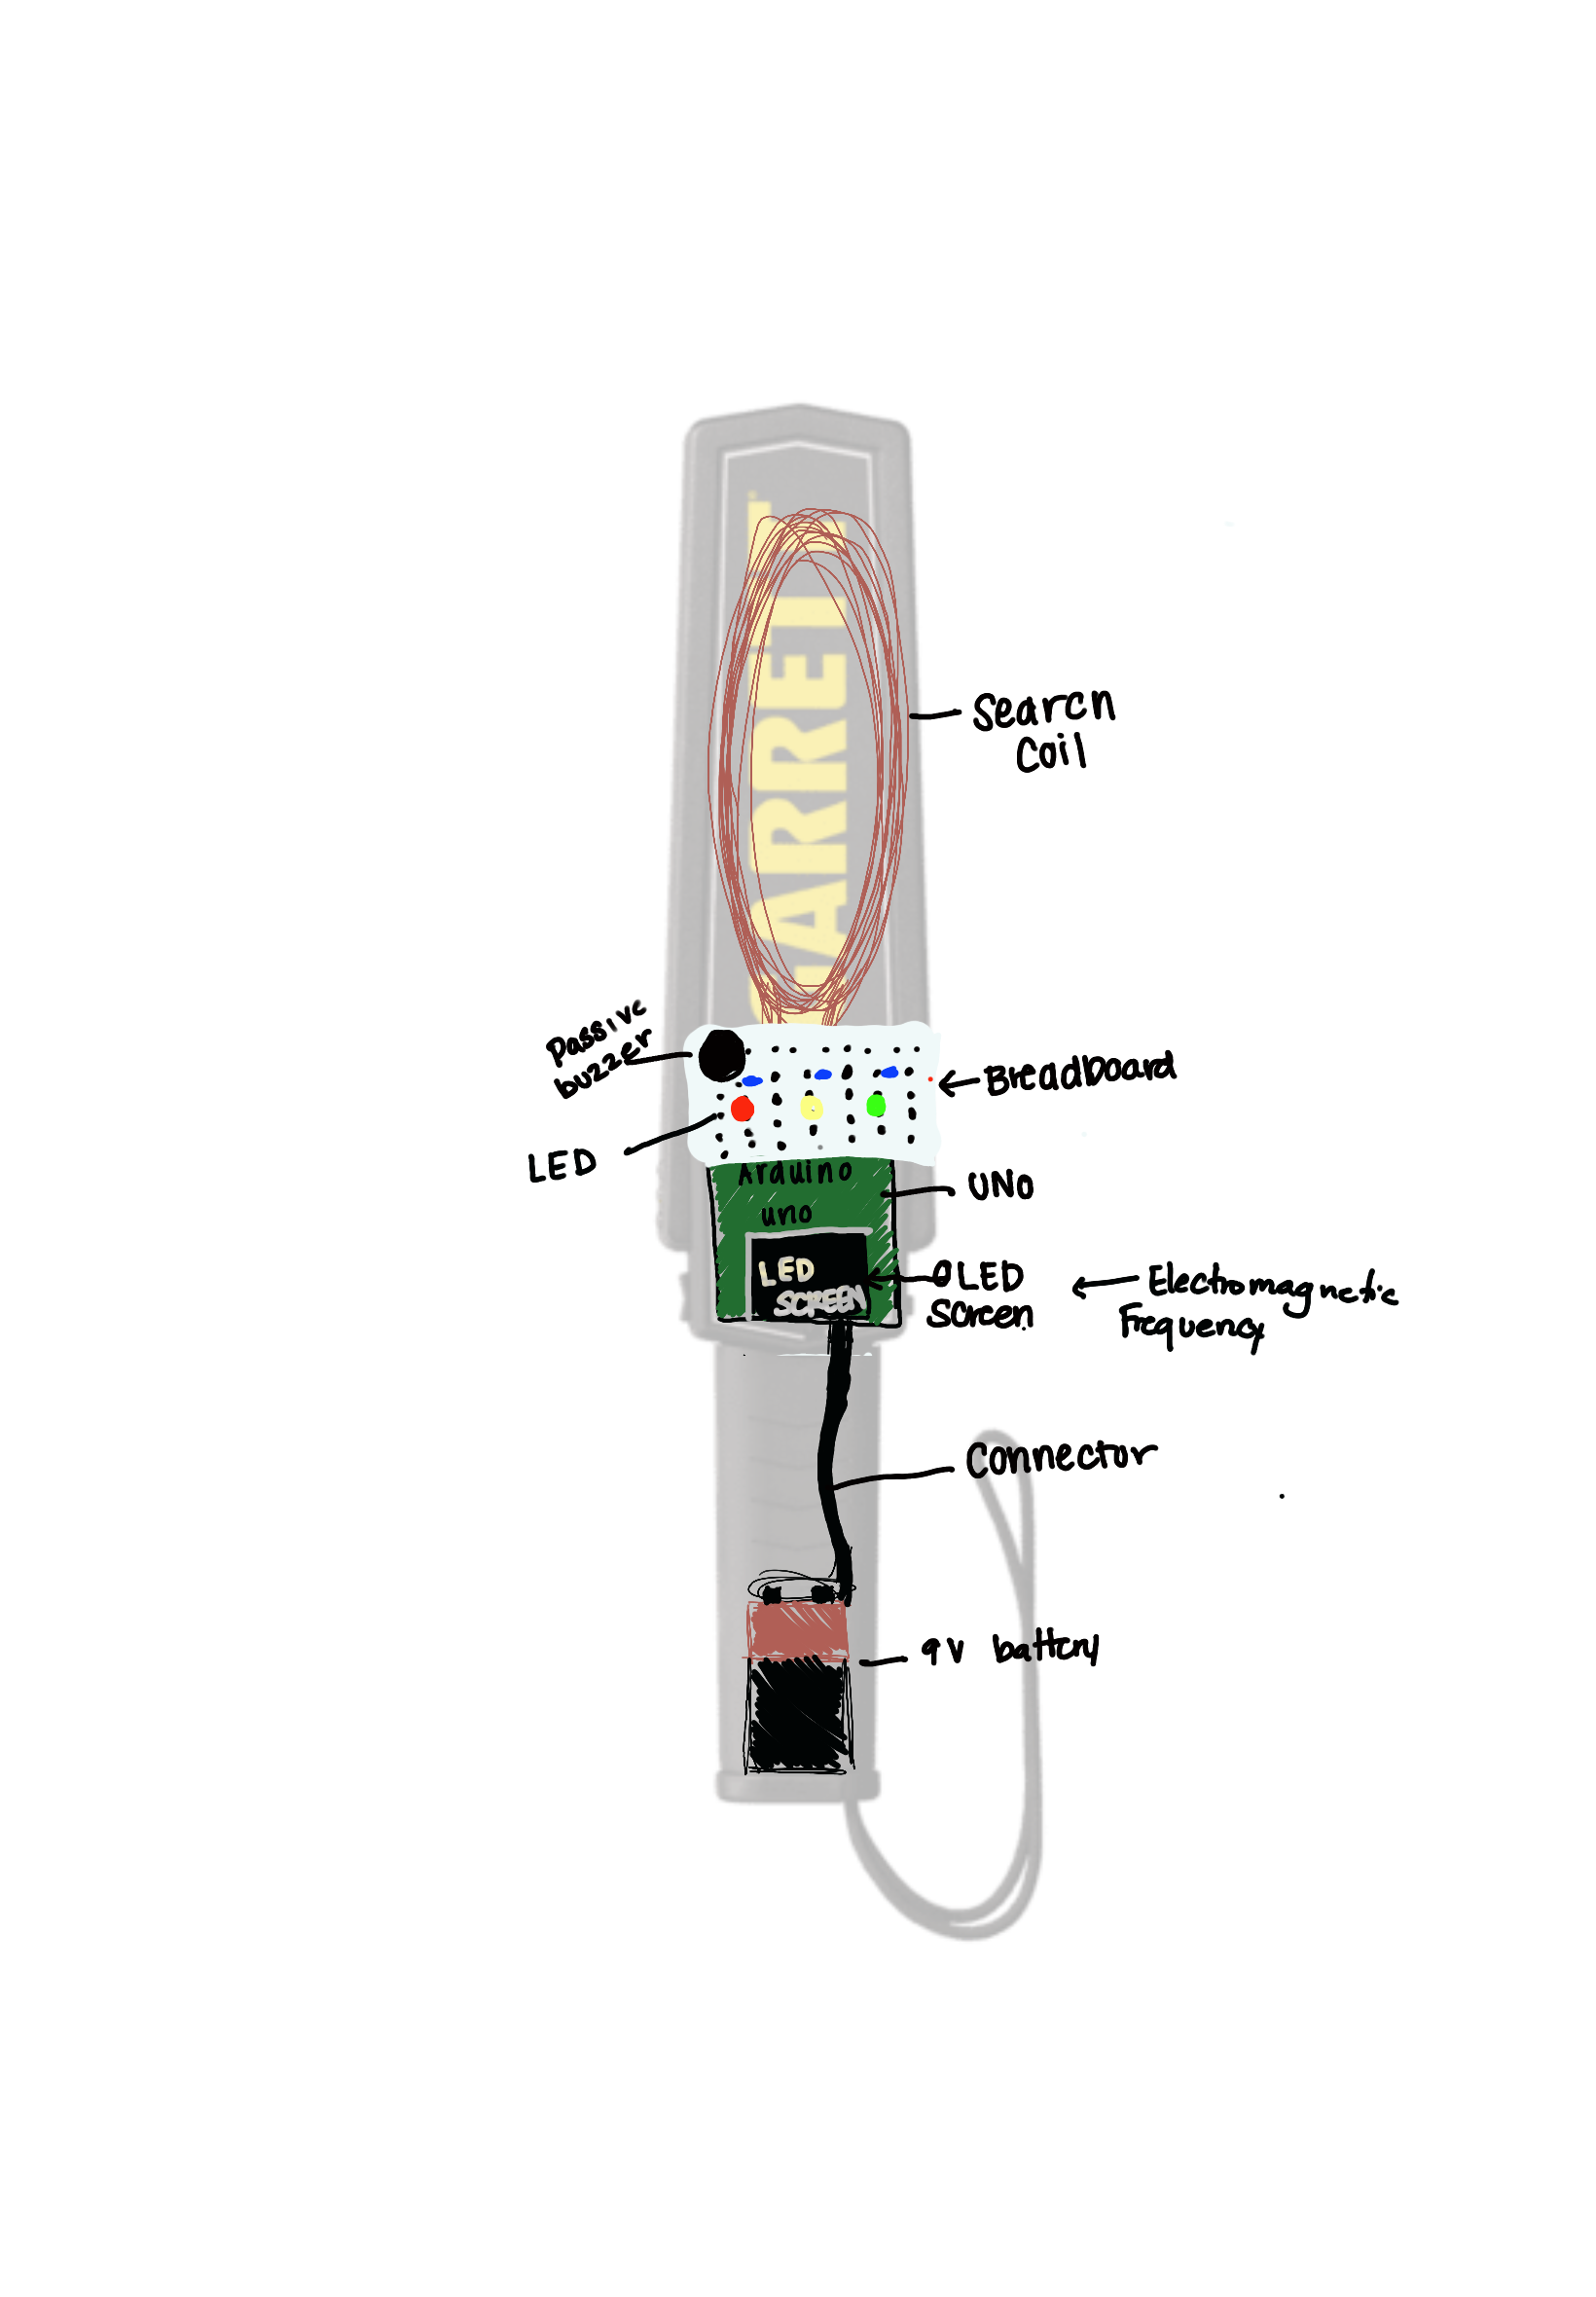 GARRETT
Search
Coil
Passive
buzzer
Breadboard
LED
Arduino
uno
UNO
LED
SCREEN
OLED
Screen
Electromagnetic
Frequency
Connector
9V battery